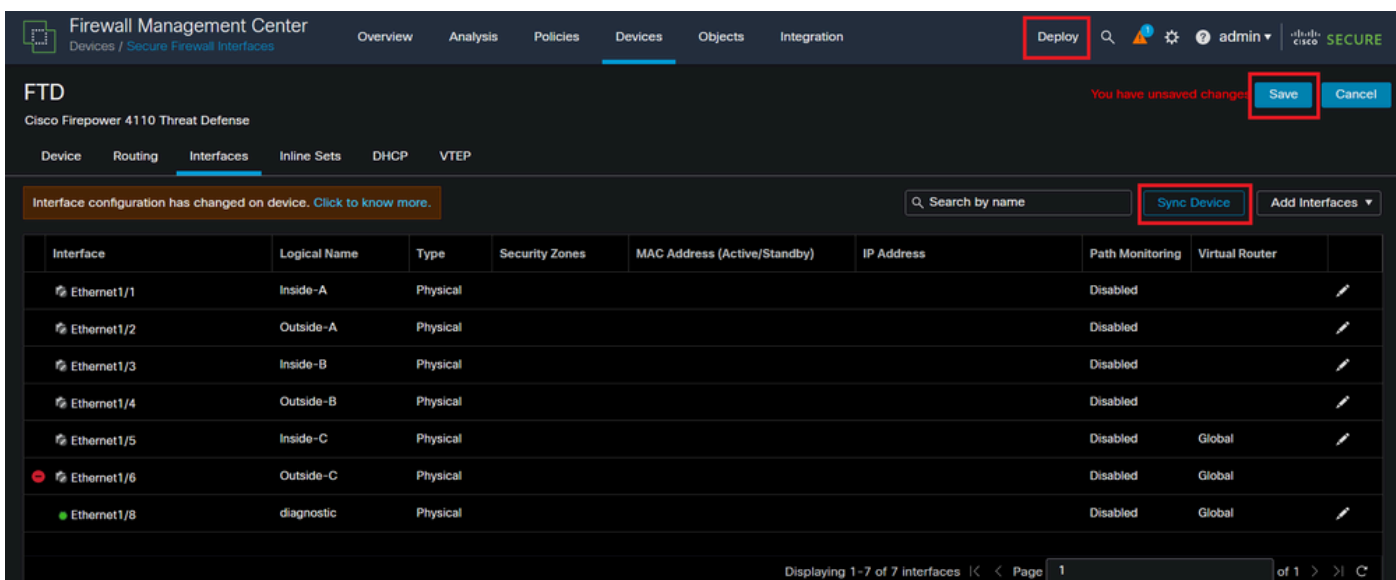 Firewall Management Center
Devices / Secure Firewall Interfaces
Overview Analysis Policies Devices Objects Integration Deploy 1 admin ▾ cisco SECURE
FTD
You have unsaved changes Save Cancel
Cisco Firepower 4110 Threat Defense
Device Routing Interfaces Inline Sets DHCP VTEP
Interface configuration has changed on device. Click to know more. Search by name Sync Device Add Interfaces ▾
Interface Logical Name Type Security Zones MAC Address (Active/Standby) IP Address Path Monitoring Virtual Router
Ethernet1/1 Inside-A Physical Disabled
Ethernet1/2 Outside-A Physical Disabled
Ethernet1/3 Inside-B Physical Disabled
Ethernet1/4 Outside-B Physical Disabled
Ethernet1/5 Inside-C Physical Disabled Global
Ethernet1/6 Outside-C Physical Disabled Global
Ethernet1/8 diagnostic Physical Disabled Global
Displaying 1-7 of 7 interfaces |< < Page 1 of 1 > >| C